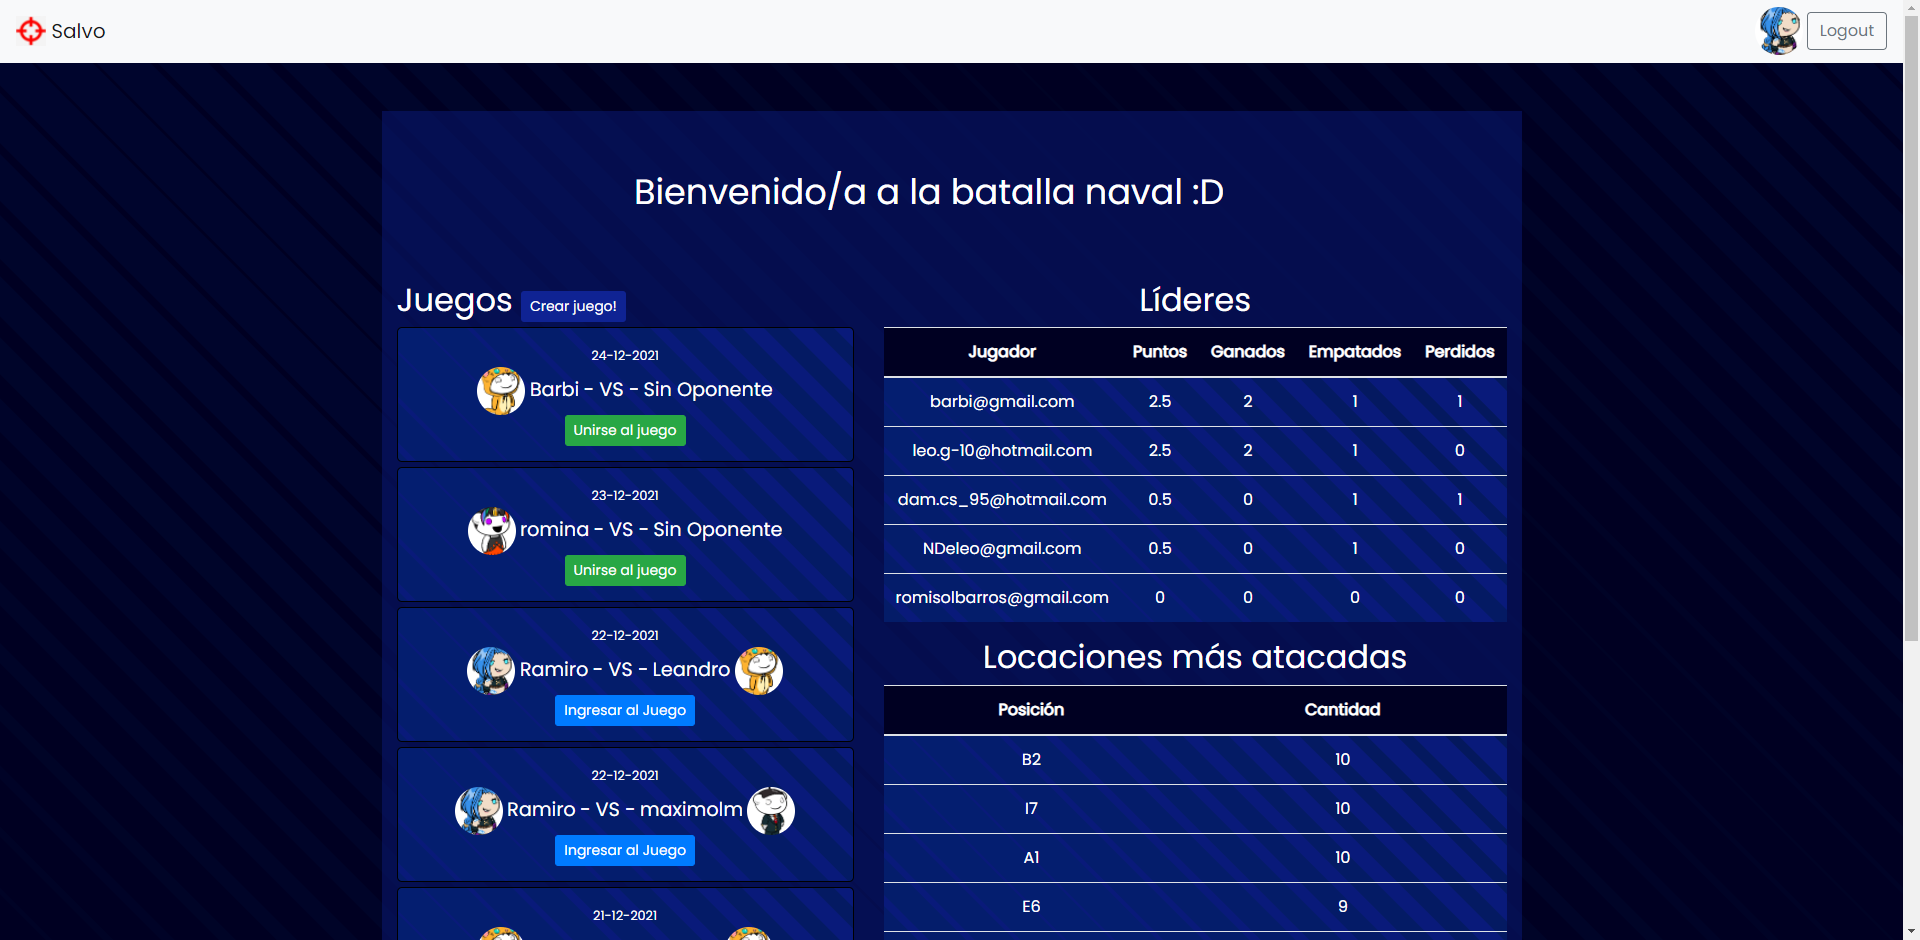 Salvo
Logout
Bienvenido/a a la batalla naval :D
Juegos Crear juego!
24-12-2021
Barbi - VS - Sin Oponente
Unirse al juego
23-12-2021
romina - VS - Sin Oponente
Unirse al juego
22-12-2021
Ramiro - VS - Leandro
Ingresar al Juego
22-12-2021
Ramiro - VS - maximolm
Ingresar al Juego
21-12-2021
Líderes
Jugador Puntos Ganados Empatados Perdidos
barbi@gmail.com 2.5 2 1 1
leo.g-10@hotmail.com 2.5 2 1 0
dam.cs_95@hotmail.com 0.5 0 1 1
NDeleo@gmail.com 0.5 0 1 0
romisolbarros@gmail.com 0 0 0 0
Locaciones más atacadas
Posición Cantidad
B2 10
I7 10
A1 10
E6 9